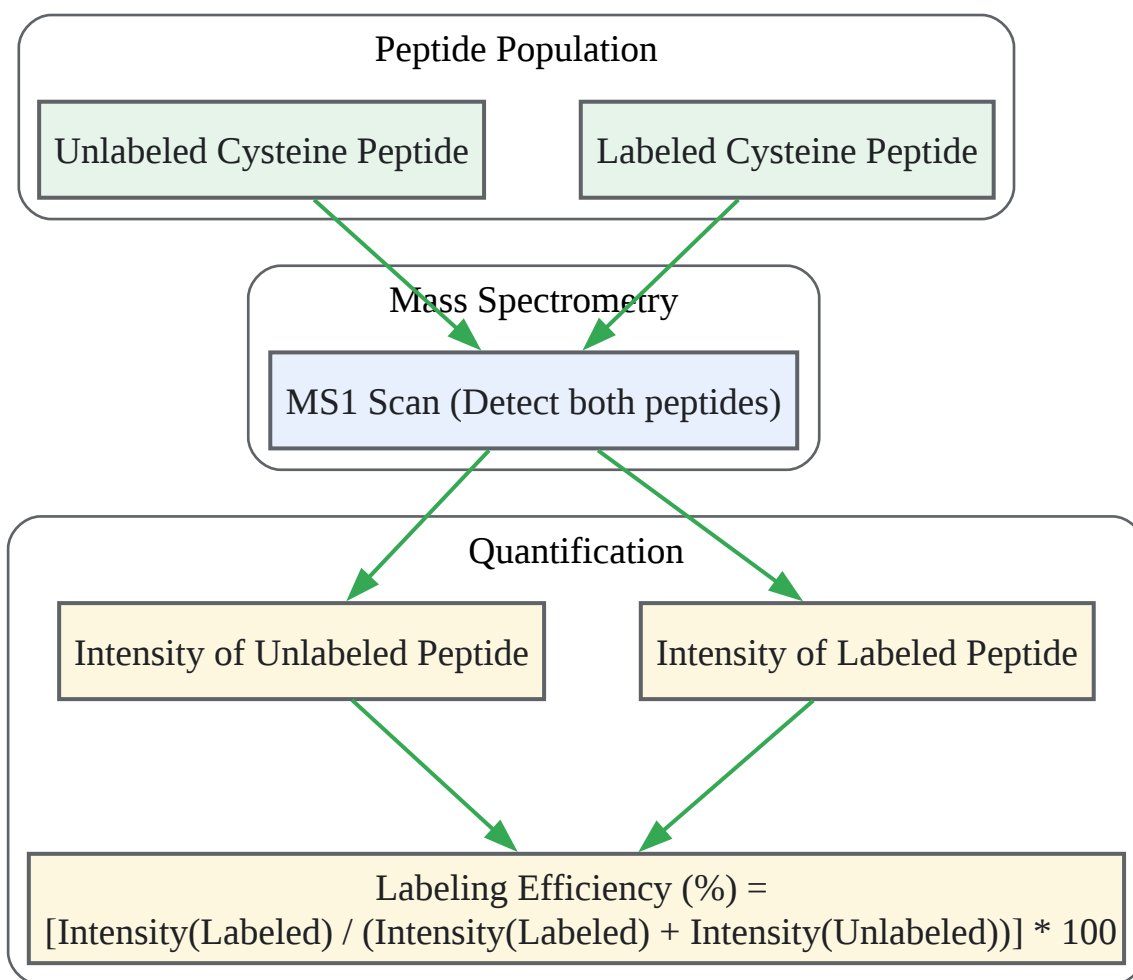 Peptide Population
Unlabeled Cysteine Peptide
Labeled Cysteine Peptide
Mass Spectrometry
MS1 Scan (Detect both peptides)
Quantification
Intensity of Unlabeled Peptide
Intensity of Labeled Peptide
Labeling Efficiency (%) =
[Intensity(Labeled) / (Intensity(Labeled) + Intensity(Unlabeled))] * 100